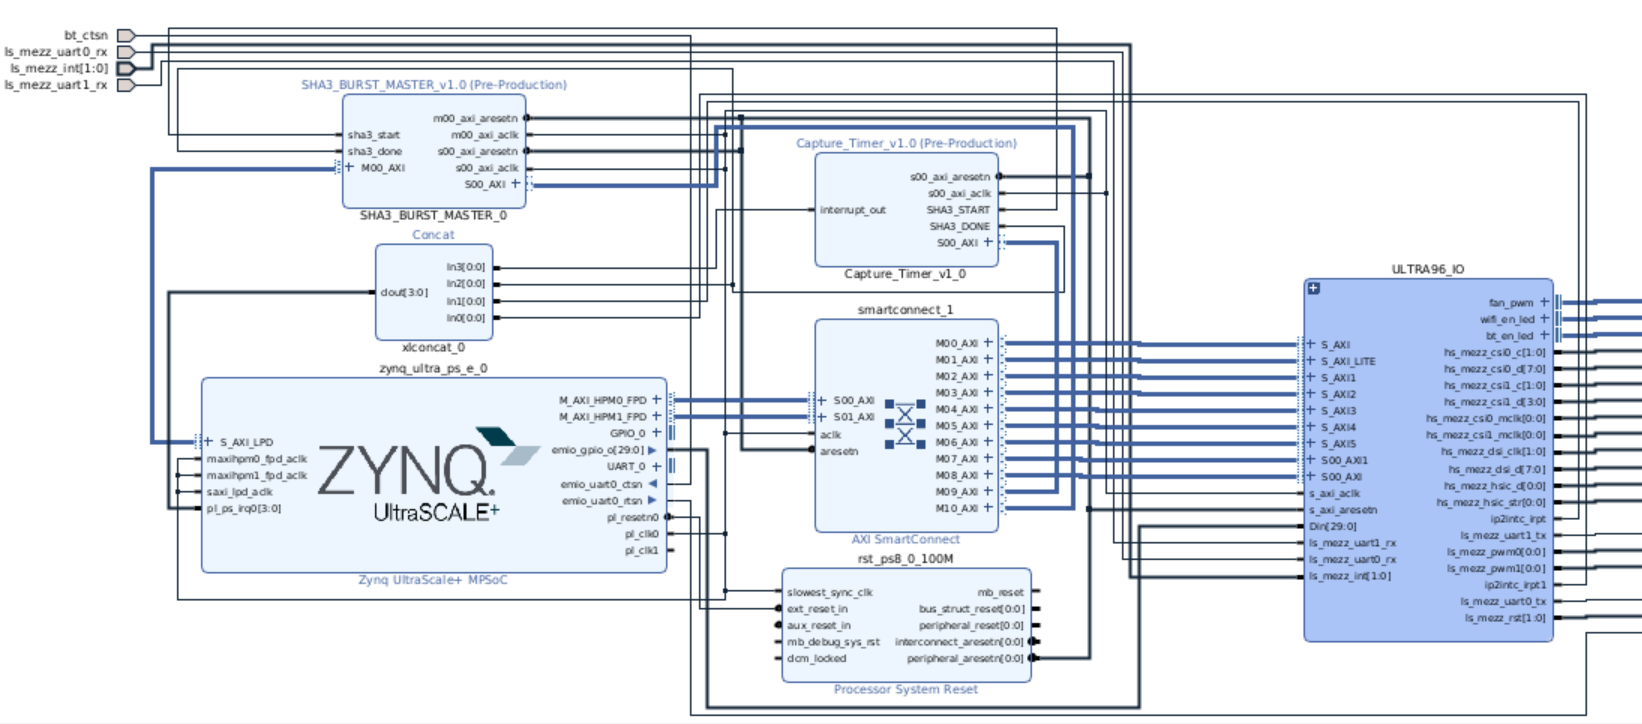 bt_ctsn
ls_mezz_uart0_rx
ls_mezz_int[1:0]
ls_mezz_uart1_rx
SHA3_BURST_MASTER_v1.0 (Pre-Production)
m00_axi_aresetn
sha3_start
m00_axi_aclk
sha3_done
s00_axi_aresetn
M00_AXI
s00_axi_aclk
S00_AXI
SHA3_BURST_MASTER_0
Concat
In3[0:0]
In2[0:0]
dout[3:0]
In1[0:0]
In0[0:0]
xlconcat_0
zynq_ultra_ps_e_0
M_AXI_HPM0_FPD
M_AXI_HPM1_FPD
GPIO_0
S_AXI_LPD
emio_gpio_o[29:0]
maxihpm0_fpd_aclk
UART_0
maxihpm1_fpd_aclk
emio_uart0_ctsn
saxi_lpd_aclk
emio_uart0_rtsn
pl_ps_irq0[3:0]
pl_resetn0
pl_clk0
pl_clk1
ZYNQ
UltraSCALE+
Zynq UltraScale+ MPSoC
Capture_Timer_v1.0 (Pre-Production)
s00_axi_aresetn
s00_axi_aclk
interrupt_out
SHA3_START
SHA3_DONE
S00_AXI
Capture_Timer_v1_0
smartconnect_1
M00_AXI
M01_AXI
M02_AXI
M03_AXI
S00_AXI
M04_AXI
S01_AXI
M05_AXI
aclk
M06_AXI
aresetn
M07_AXI
M08_AXI
M09_AXI
M10_AXI
AXI SmartConnect
rst_ps8_0_100M
slowest_sync_clk
mb_reset
ext_reset_in
bus_struct_reset[0:0]
aux_reset_in
peripheral_reset[0:0]
mb_debug_sys_rst
interconnect_aresetn[0:0]
dcm_locked
peripheral_aresetn[0:0]
Processor System Reset
ULTRA96_IO
fan_pwm
wifi_en_led
bt_en_led
S_AXI
hs_mezz_csi0_c[1:0]
S_AXI_LITE
hs_mezz_csi0_d[7:0]
S_AXI1
hs_mezz_csi1_c[1:0]
S_AXI2
hs_mezz_csi1_d[3:0]
S_AXI3
hs_mezz_csi0_mclk[0:0]
S_AXI4
hs_mezz_csi1_mclk[0:0]
S_AXI5
hs_mezz_dsi_clk[1:0]
S00_AXI1
hs_mezz_dsi_d[7:0]
S00_AXI
hs_mezz_hsic_d[0:0]
s_axi_aclk
hs_mezz_hsic_str[0:0]
s_axi_aresetn
ip2intc_irpt
Din[29:0]
ls_mezz_uart1_tx
ls_mezz_uart1_rx
ls_mezz_pwm0[0:0]
ls_mezz_uart0_rx
ls_mezz_pwm1[0:0]
ls_mezz_int[1:0]
ip2intc_irpt1
ls_mezz_uart0_tx
ls_mezz_rst[1:0]